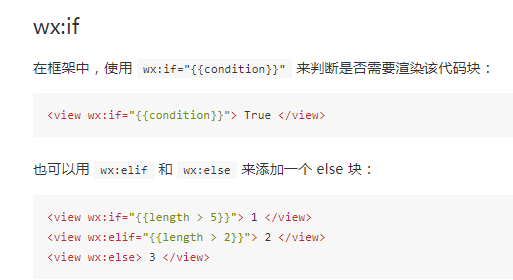 wx:if
在框架中，使用 wx:if="{{condition}}" 来判断是否需要渲染该代码块：
<view wx:if="{{condition}}"> True </view>
也可以用 wx:elif 和 wx:else 来添加一个 else 块：
<view wx:if="{{length > 5}}"> 1 </view>
<view wx:elif="{{length > 2}}"> 2 </view>
<view wx:else> 3 </view>